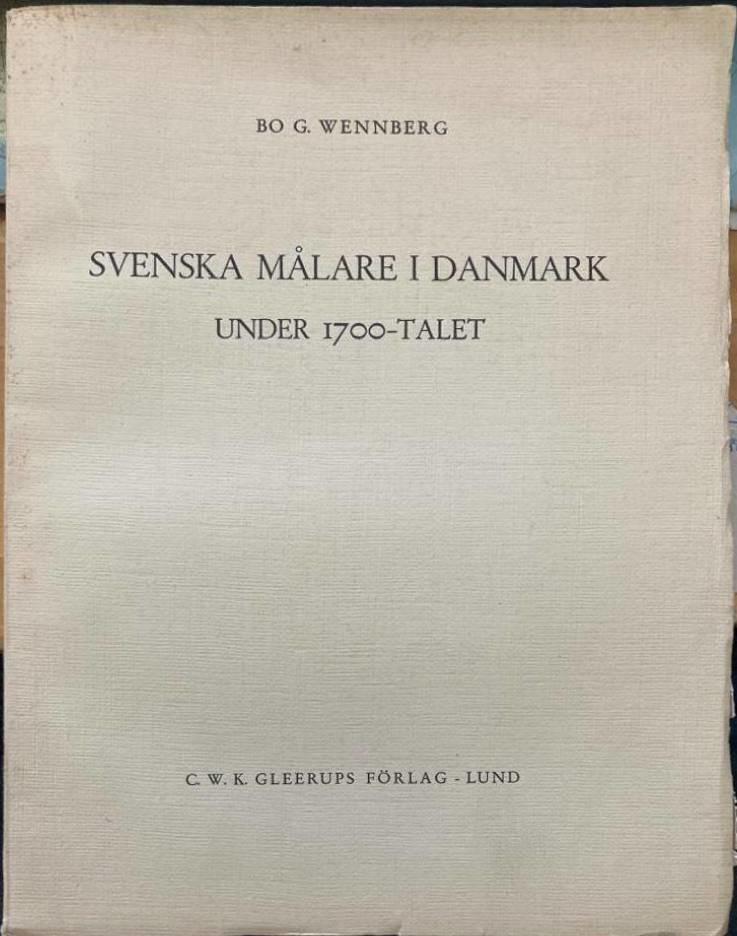 BO G. WENNBERG
SVENSKA MÅLARE I DANMARK
UNDER 1700-TALET
C. W. K. GLEERUPS FÖRLAG - LUND